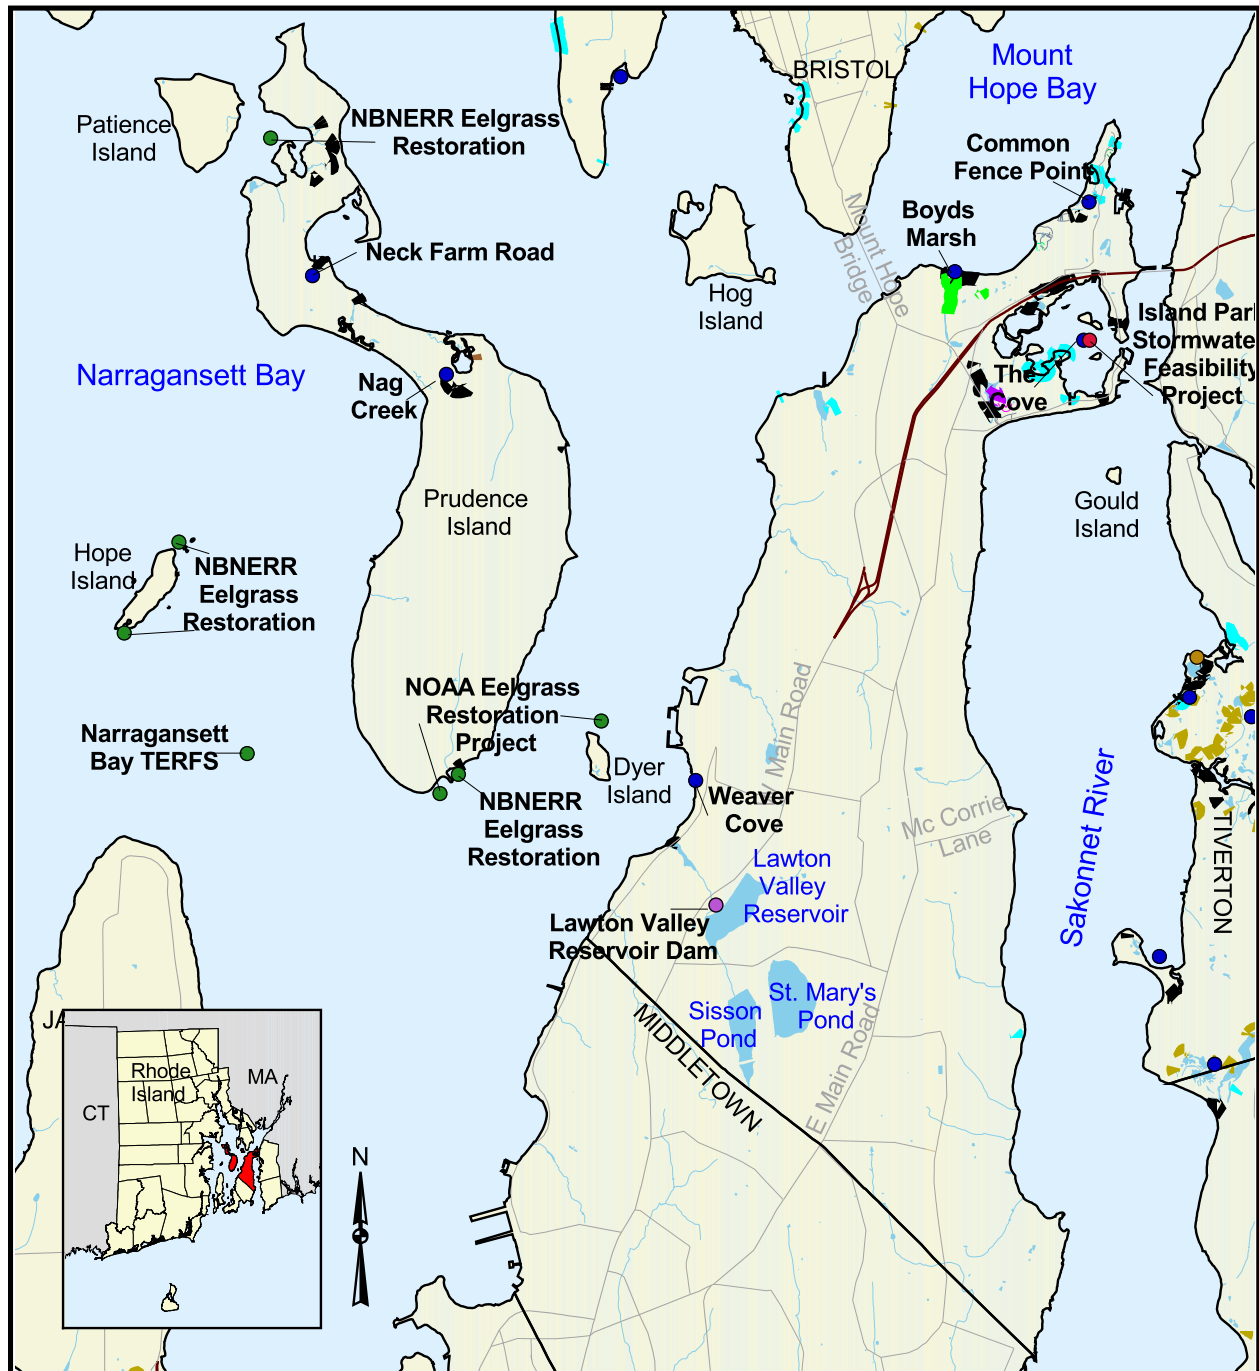 Mount
Hope Bay
BRISTOL
Patience
Island
NBNERR Eelgrass
Restoration
Common
Fence Point
Boyds
Marsh
Mount Hope
Bridge
Neck Farm Road
Hog
Island
Island Par
Stormwate
Feasibility
Project
The
Cove
Narragansett Bay
Nag
Creek
Prudence
Island
Gould
Island
Hope
Island
NBNERR
Eelgrass
Restoration
NOAA Eelgrass
Restoration
Project
Narragansett
Bay TERFS
Dyer
Island
W Main Road
NBNERR
Eelgrass
Restoration
Weaver
Cove
Mc Corrie
Lane
Sakonnet River
TIVERTON
Lawton
Valley
Reservoir
Lawton Valley
Reservoir Dam
St. Mary's
Pond
Sisson
Pond
MIDDLETOWN
E Main Road
JA
Rhode
Island
MA
CT
N